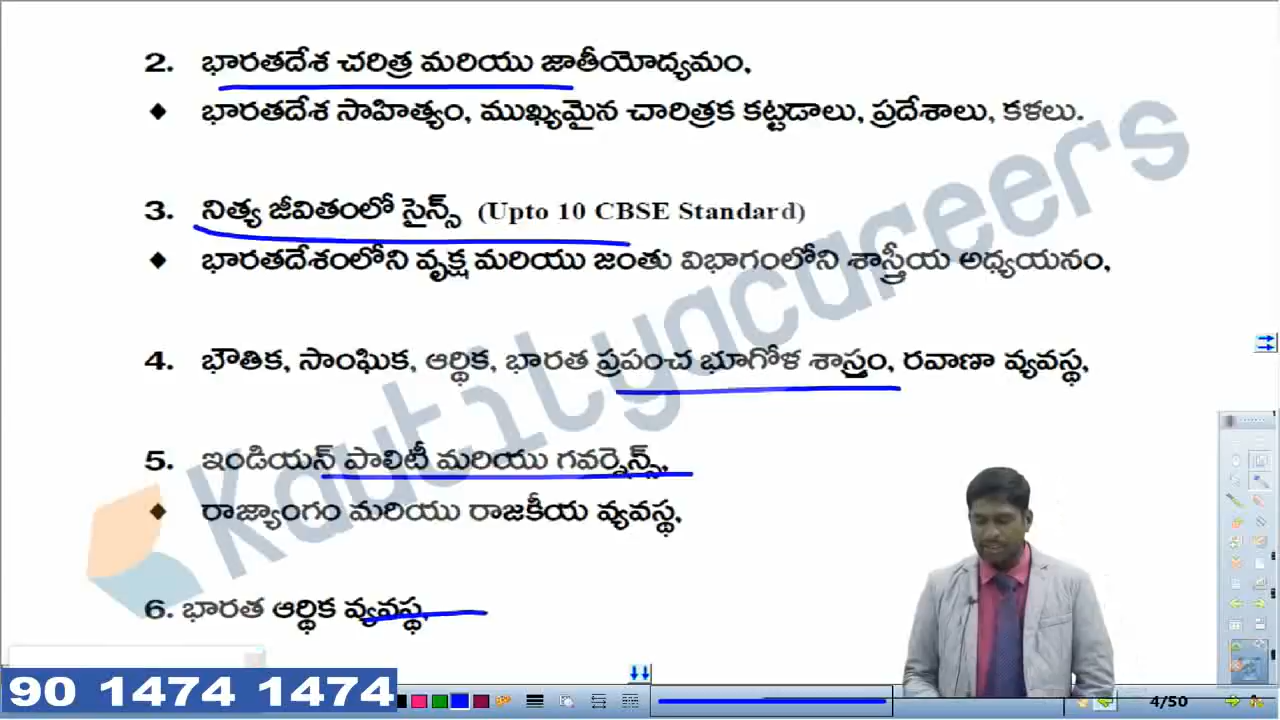 2. భారతదేశ చరిత్ర మరియు జాతీయోద్యమం,
♦ భారతదేశ సాహిత్యం, ముఖ్యమైన చారిత్రక కట్టడాలు, ప్రదేశాలు, కళలు.
3. నిత్య జీవితంలో సైన్స్ (Upto 10 CBSE Standard)
♦ భారతదేశంలోని వృక్ష మరియు జంతు విభాగంలోని శాస్త్రీయ అధ్యయనం,
4. భౌతిక, సాంఘిక, ఆర్థిక, భారత ప్రపంచ భూగోళ శాస్త్రం, రవాణా వ్యవస్థ,
5. ఇండియన్ పాలిటీ మరియు గవర్నెన్స్,
♦ రాజ్యాంగం మరియు రాజకీయ వ్యవస్థ,
6. భారత ఆర్థిక వ్యవస్థ,
Kautilyacareers
90 1474 1474
4/50